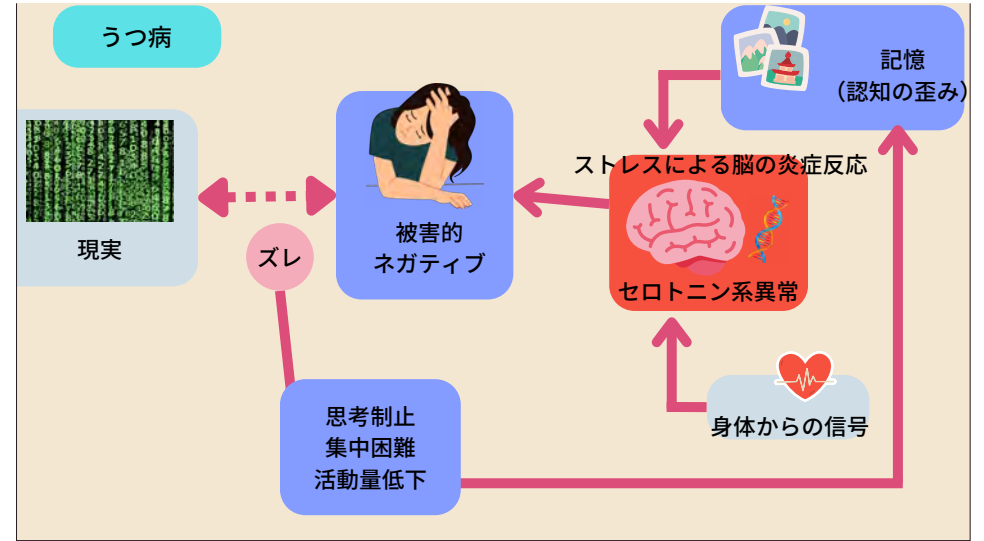 うつ病
記憶
（認知の歪み）
ストレスによる脳の炎症反応
セロトニン系異常
被害的
ネガティブ
現実
ズレ
身体からの信号
思考制止
集中困難
活動量低下